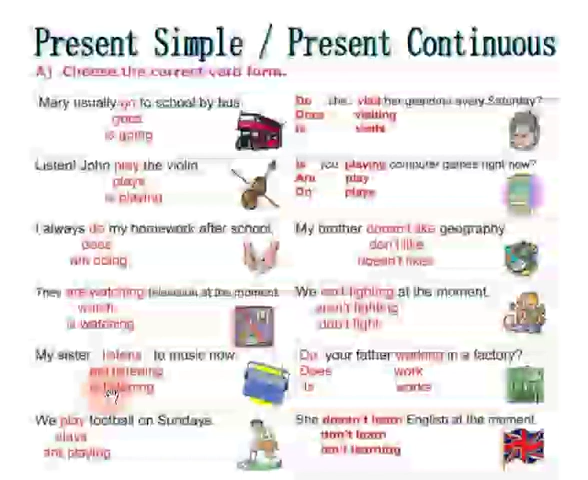 Present Simple / Present Continuous
A) Choose the correct verb form.
Mary usually go to school by bus
goes
is going
Listen! John play the violin
plays
is playing
I always do my homework after school.
does
am doing
They are watching television at the moment.
watch
is watching
My sister listens to music now.
are listening
is listening
We play football on Sundays.
plays
are playing
Do she visit her grandma every Saturday?
Does visiting
Is visits
Is you playing computer games right now?
Are play
Do plays
My brother doesn't like geography
don't like
doesn't likes
We isn't fighting at the moment.
aren't fighting
don't fight
Do your father working in a factory?
Does work
Is works
She doesn't learn English at the moment.
don't learn
isn't learning